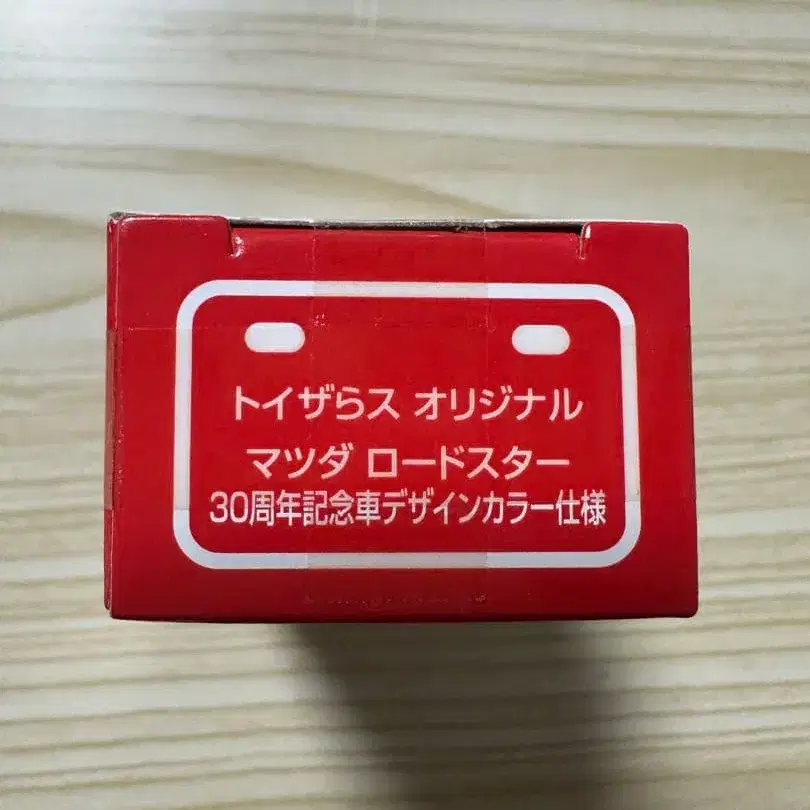 トイザらス オリジナル
マツダ ロードスター
30周年記念車デザインカラー仕様